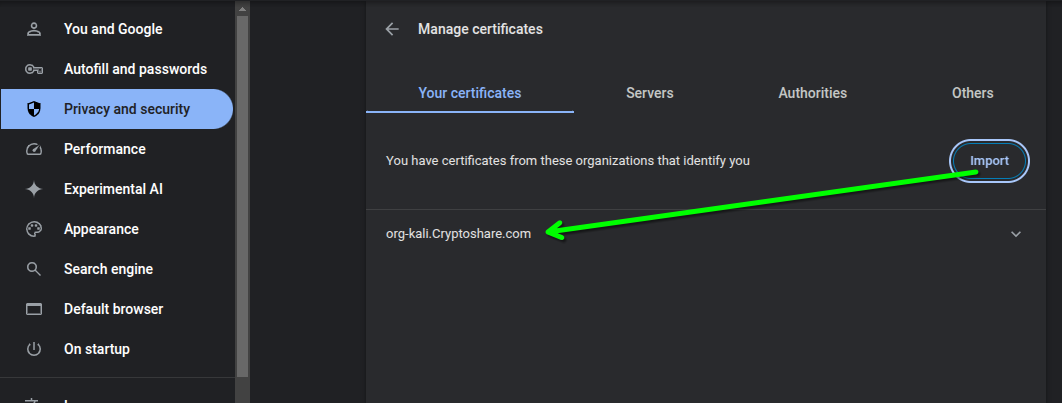 You and Google
Autofill and passwords
Privacy and security
Performance
Experimental AI
Appearance
Search engine
Default browser
On startup
Manage certificates
Your certificates
Servers
Authorities
Others
You have certificates from these organizations that identify you
Import
org-kali.Cryptoshare.com